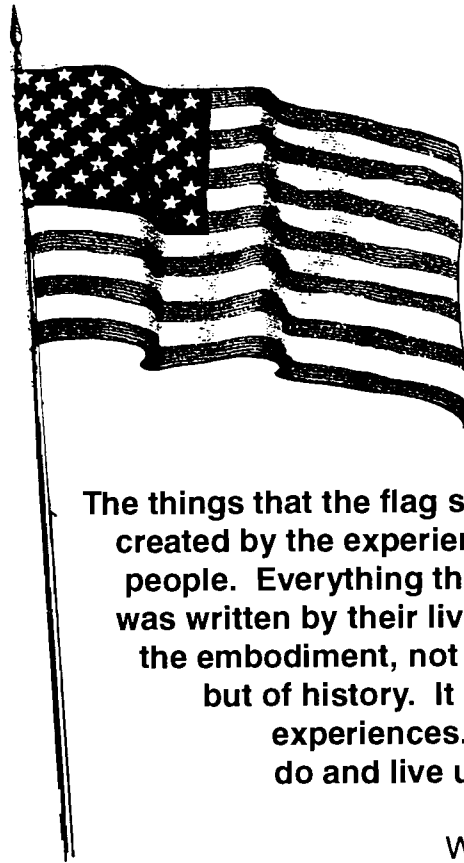 The things that the flag s
created by the experier
people. Everything th
was written by their liv
the embodiment, not
but of history. It
experiences.
do and live u
W